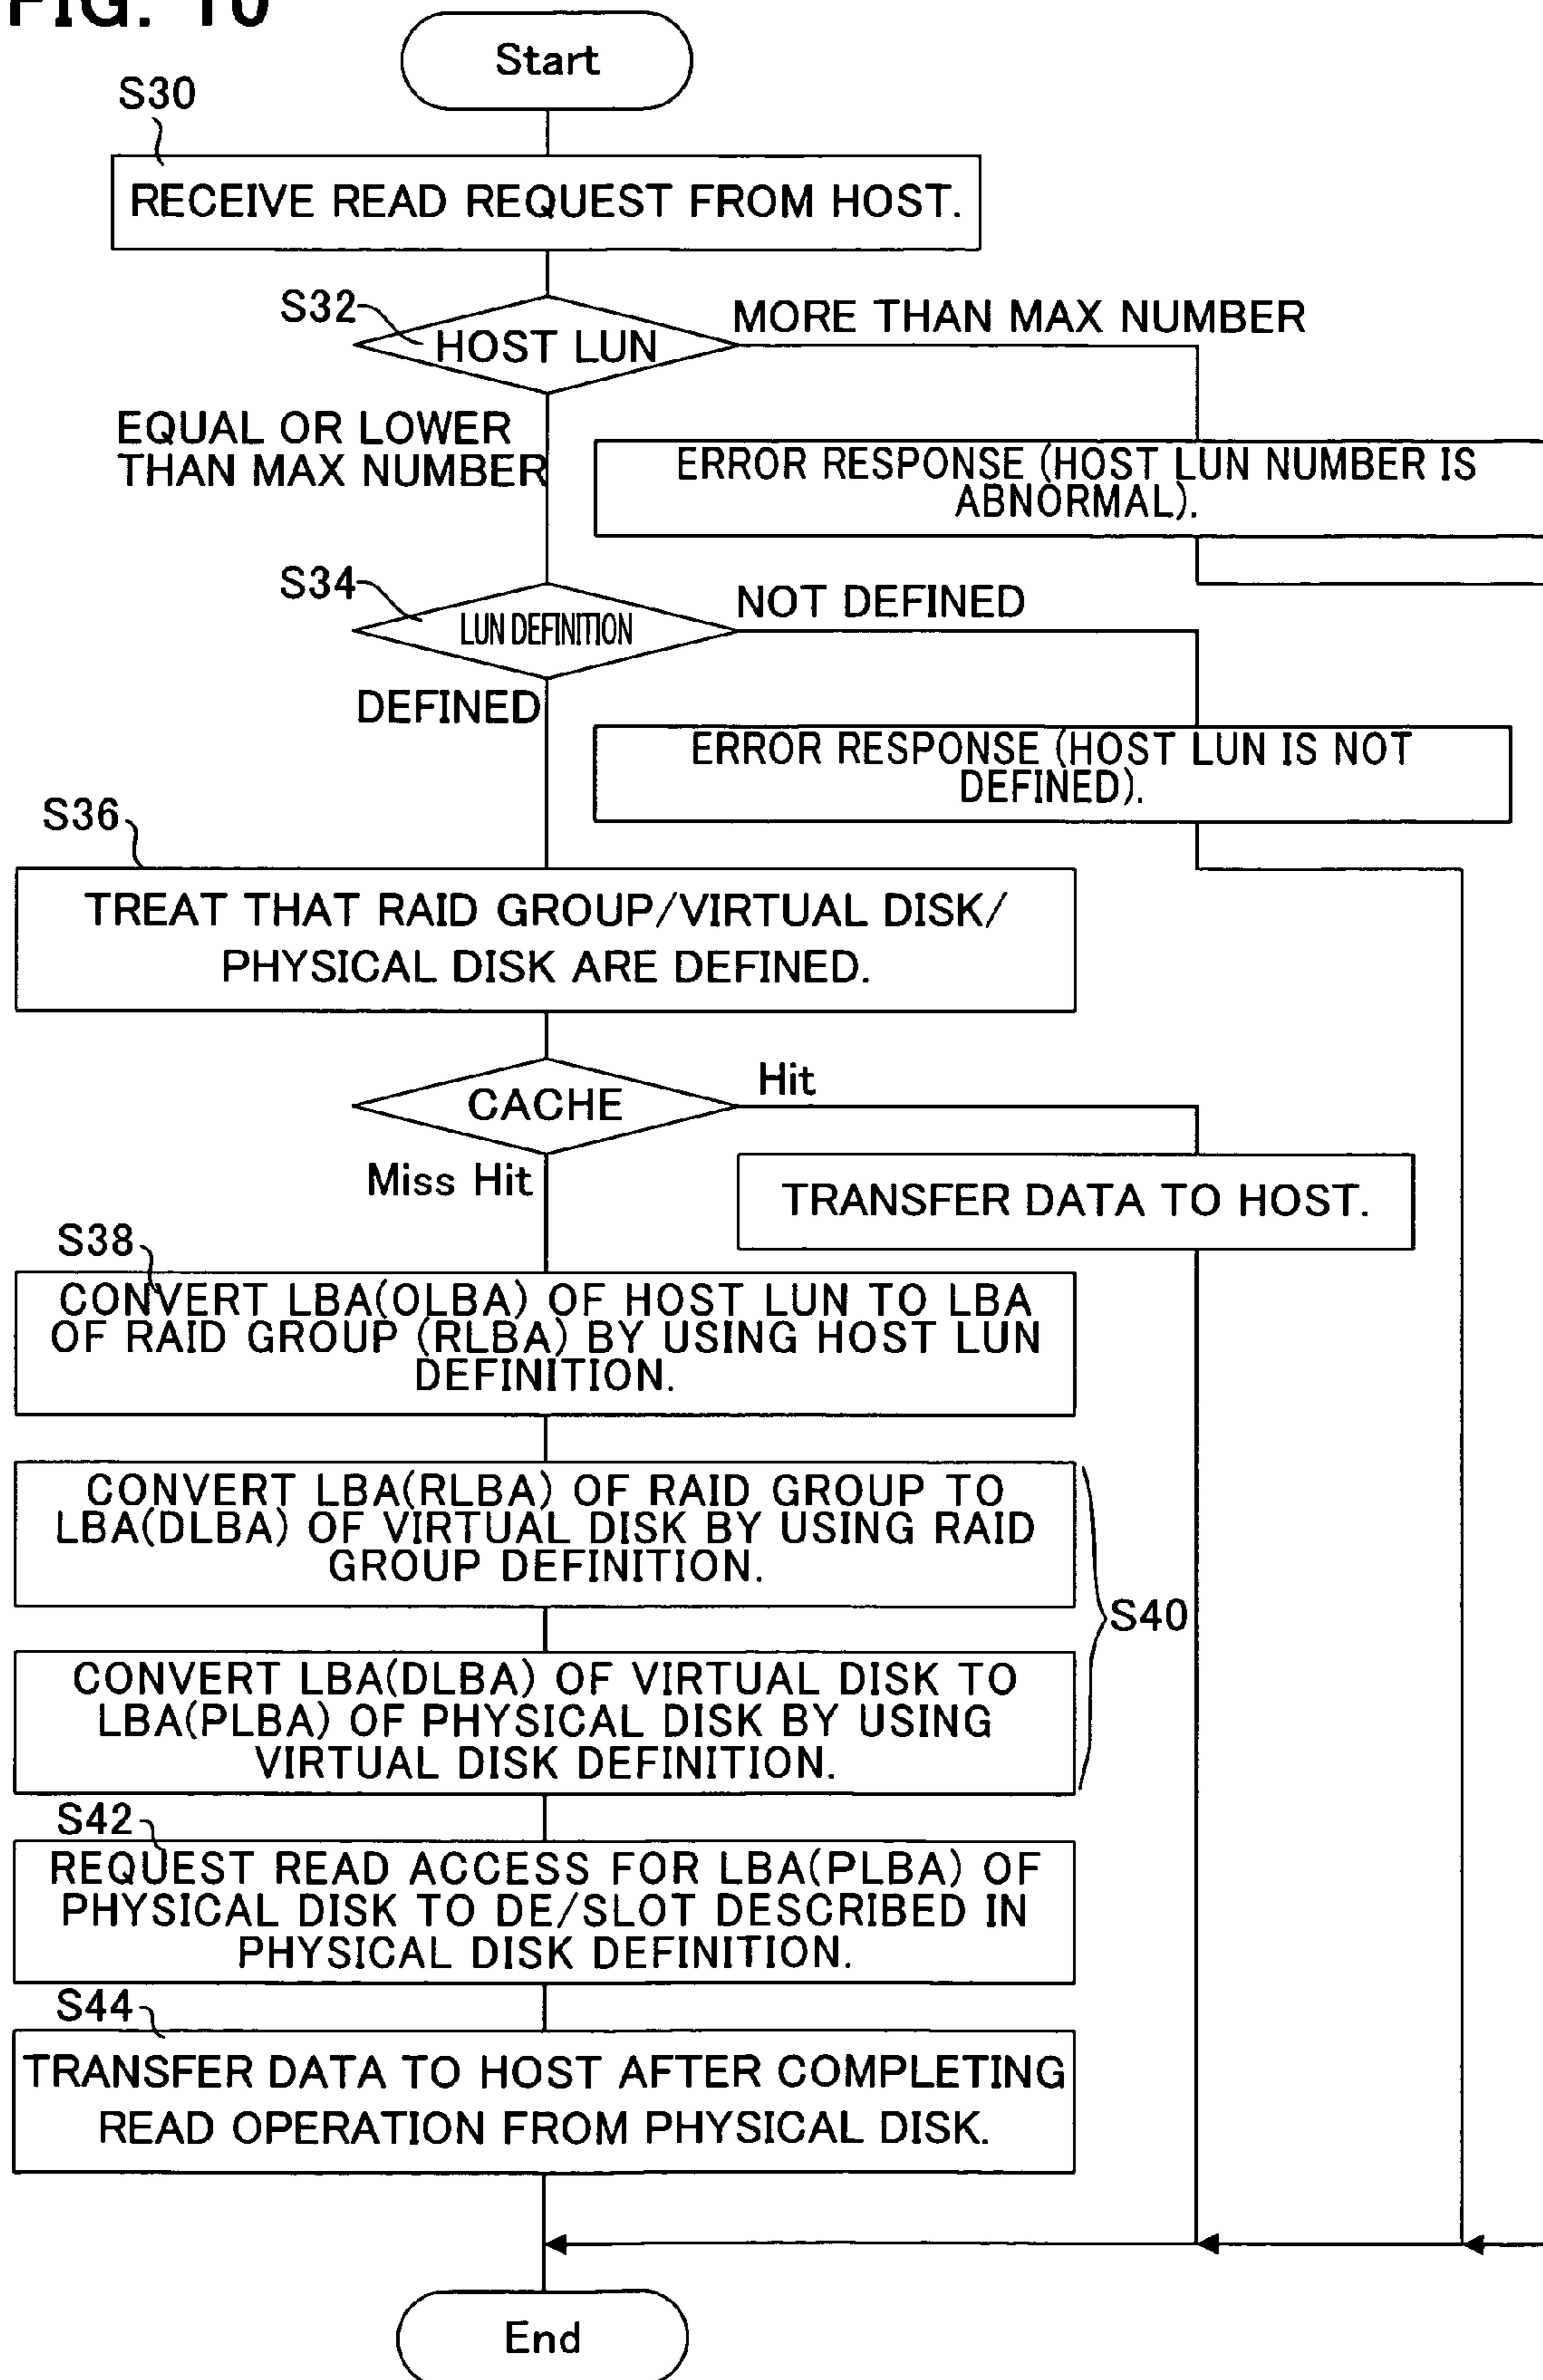 FIG. 10
Start
S30
RECEIVE READ REQUEST FROM HOST.
S32
HOST LUN
MORE THAN MAX NUMBER
EQUAL OR LOWER
THAN MAX NUMBER
ERROR RESPONSE (HOST LUN NUMBER IS
ABNORMAL).
S34
LUN DEFINITION
NOT DEFINED
DEFINED
ERROR RESPONSE (HOST LUN IS NOT
DEFINED).
S36
TREAT THAT RAID GROUP/VIRTUAL DISK/
PHYSICAL DISK ARE DEFINED.
CACHE
Hit
Miss Hit
TRANSFER DATA TO HOST.
S38
CONVERT LBA(OLBA) OF HOST LUN TO LBA
OF RAID GROUP (RLBA) BY USING HOST LUN
DEFINITION.
CONVERT LBA(RLBA) OF RAID GROUP TO
LBA(DLBA) OF VIRTUAL DISK BY USING RAID
GROUP DEFINITION.
S40
CONVERT LBA(DLBA) OF VIRTUAL DISK TO
LBA(PLBA) OF PHYSICAL DISK BY USING
VIRTUAL DISK DEFINITION.
S42
REQUEST READ ACCESS FOR LBA(PLBA) OF
PHYSICAL DISK TO DE/SLOT DESCRIBED IN
PHYSICAL DISK DEFINITION.
S44
TRANSFER DATA TO HOST AFTER COMPLETING
READ OPERATION FROM PHYSICAL DISK.
End